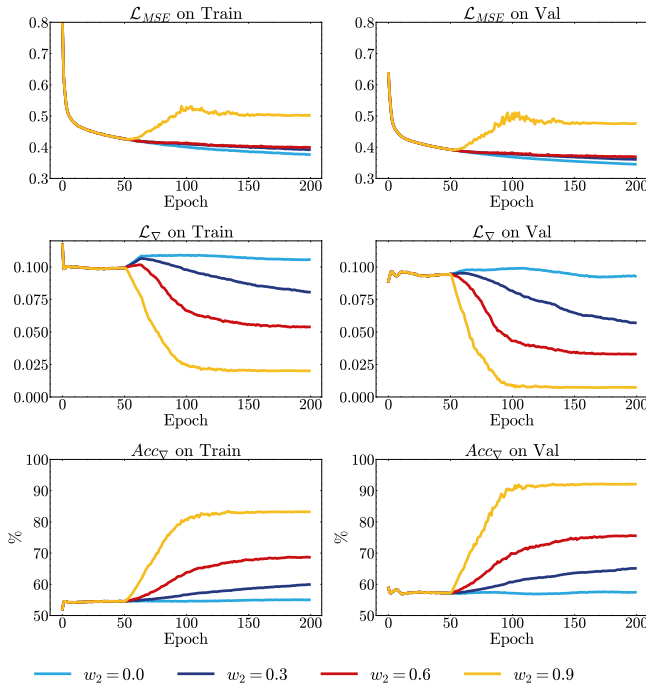 ℒ_MSE on Train
0.8
0.7
0.6
0.5
0.4
0.3
0 50 100 150 200
Epoch
ℒ_MSE on Val
0.8
0.7
0.6
0.5
0.4
0.3
0 50 100 150 200
Epoch
ℒ_∇ on Train
0.100
0.075
0.050
0.025
0.000
0 50 100 150 200
Epoch
ℒ_∇ on Val
0.100
0.075
0.050
0.025
0.000
0 50 100 150 200
Epoch
Acc_∇ on Train
100
90
80
70
60
50
%
0 50 100 150 200
Epoch
Acc_∇ on Val
100
90
80
70
60
50
%
0 50 100 150 200
Epoch
w₂ = 0.0 w₂ = 0.3 w₂ = 0.6 w₂ = 0.9